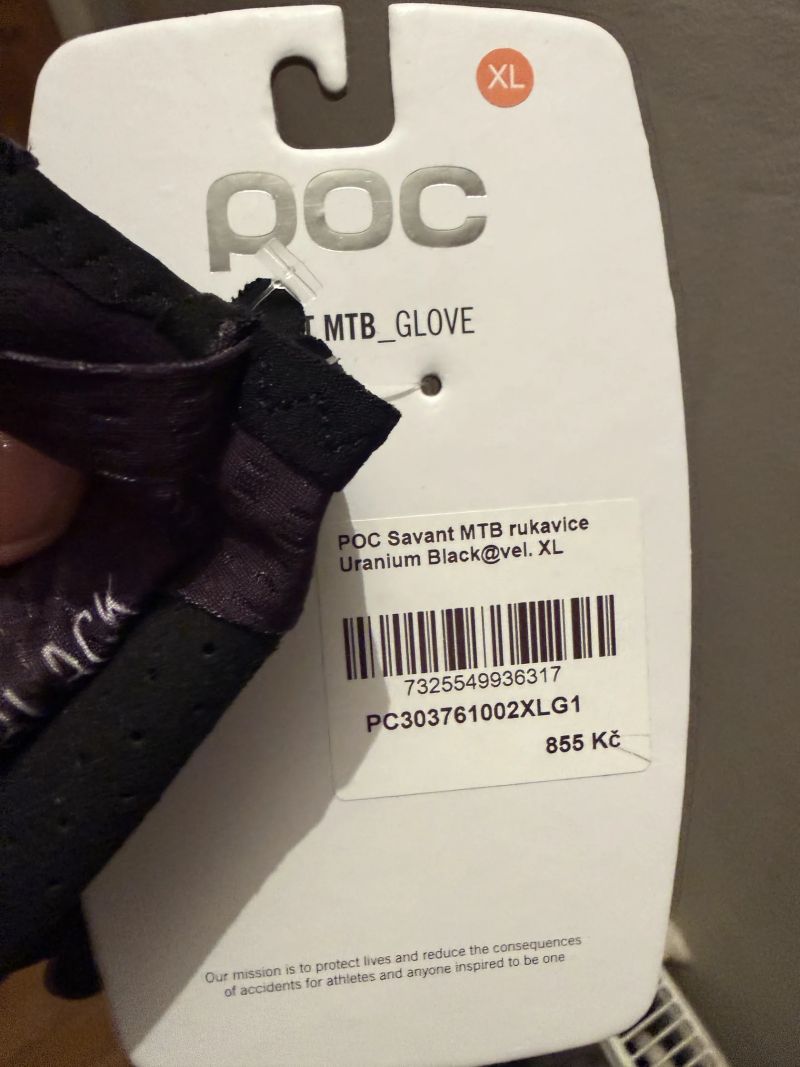 XL
POC
MTB_GLOVE
POC Savant MTB rukavice
Uranium Black@vel. XL
7325549936317
PC303761002XLG1
855 Kč
Our mission is to protect lives and reduce the consequences
of accidents for athletes and anyone inspired to be one